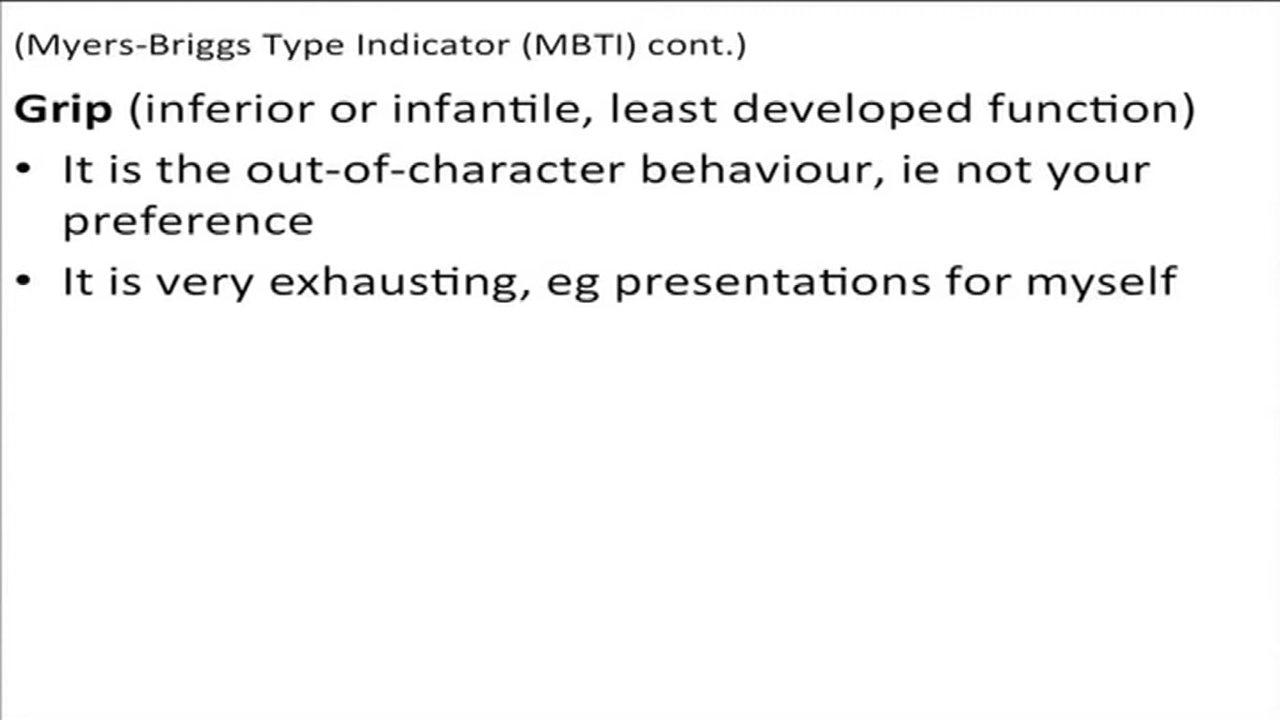 (Myers-Briggs Type Indicator (MBTI) cont.)
Grip (inferior or infantile, least developed function)
• It is the out-of-character behaviour, ie not your
preference
• It is very exhausting, eg presentations for myself